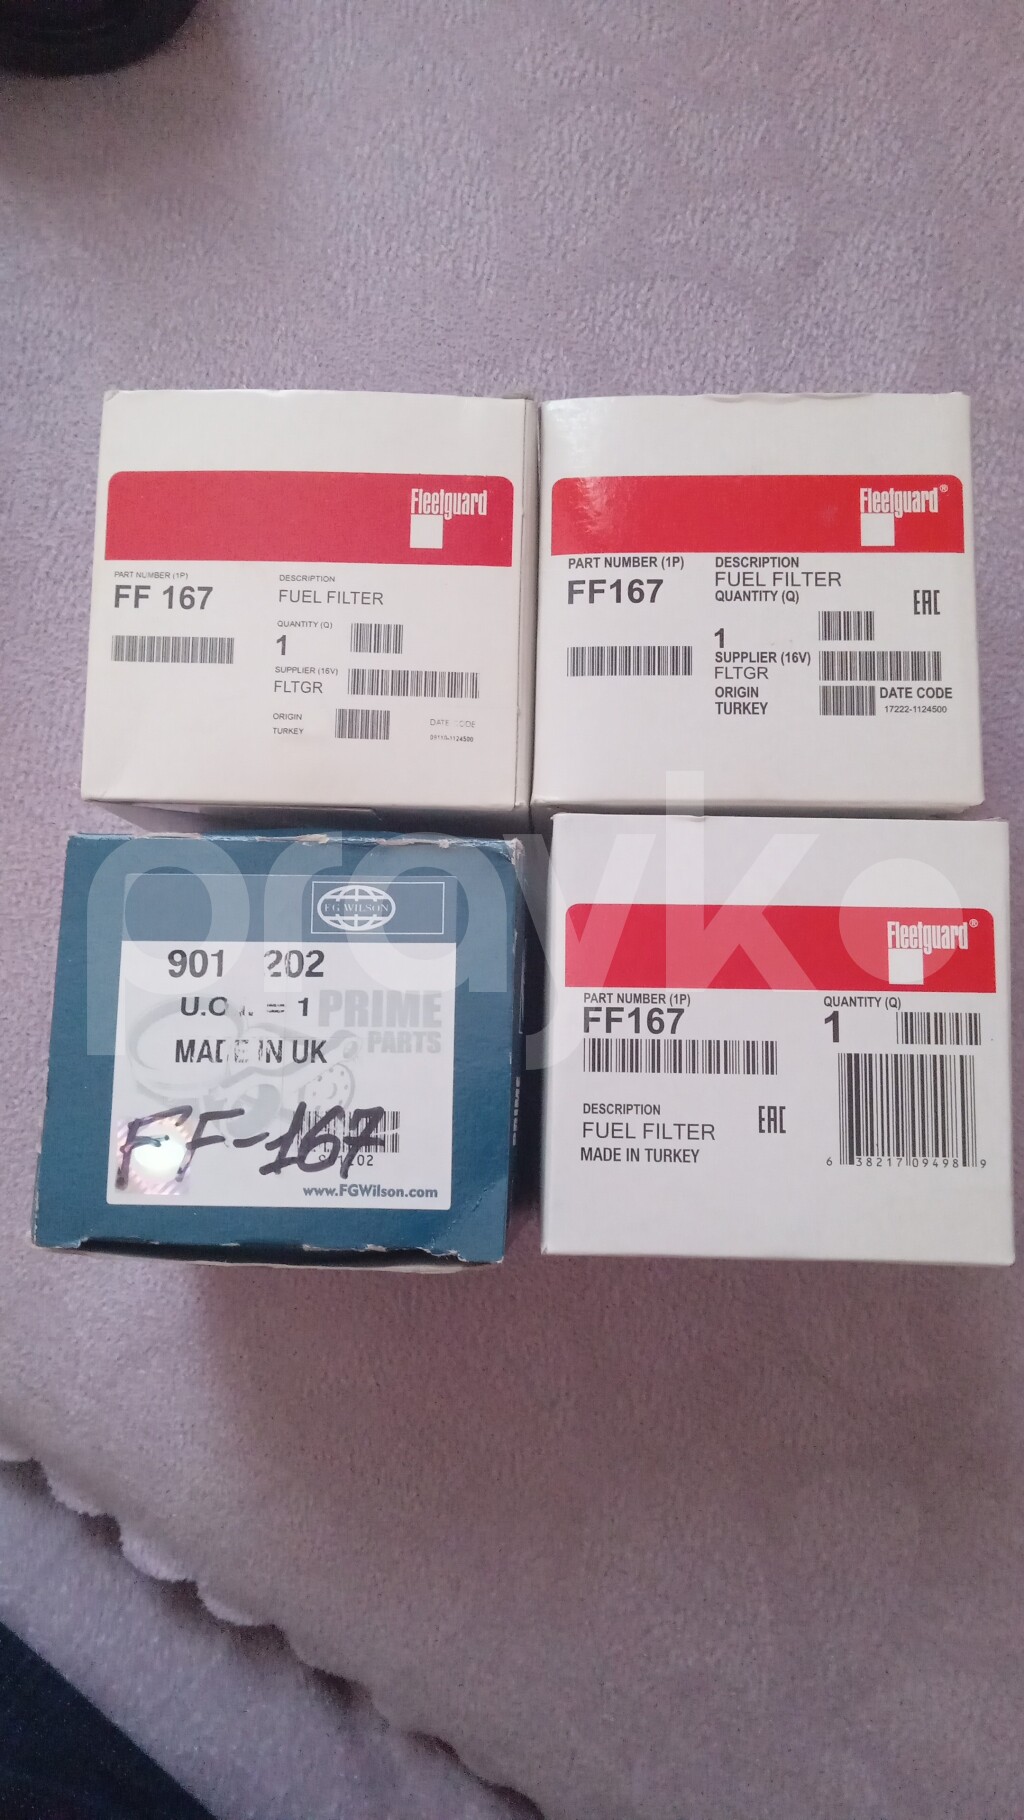 Fleetguard
PART NUMBER (1P)
FF 167
DESCRIPTION
FUEL FILTER
QUANTITY (Q)
1
SUPPLIER (16V)
FLTGR
ORIGIN
TURKEY
DATE CODE
Fleetguard®
PART NUMBER (1P)
FF167
DESCRIPTION
FUEL FILTER
QUANTITY (Q)
EAC
1
SUPPLIER (16V)
FLTGR
ORIGIN
TURKEY
DATE CODE
17222-1124500
prayko
FG WILSON
901 202
U.O = 1
PRIME
PARTS
MADE IN UK
FF-167
www.FGWilson.com
Fleetguard®
PART NUMBER (1P)
FF167
QUANTITY (Q)
1
DESCRIPTION
FUEL FILTER
MADE IN TURKEY
EAC
6 38217 09498 9